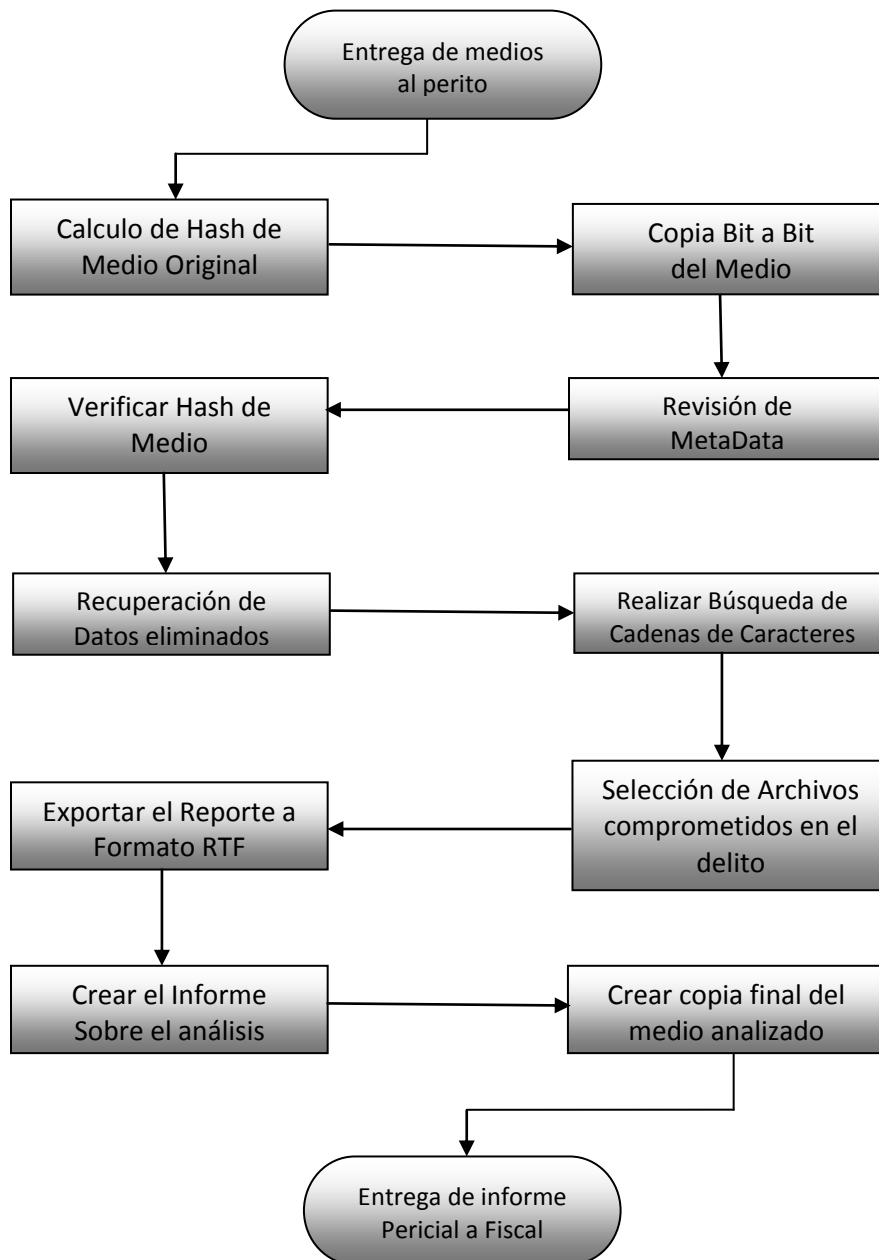 Entrega de medios
al perito
Calculo de Hash de
Medio Original
Copia Bit a Bit
del Medio
Verificar Hash de
Medio
Revisión de
MetaData
Recuperación de
Datos eliminados
Realizar Búsqueda de
Cadenas de Caracteres
Exportar el Reporte a
Formato RTF
Selección de Archivos
comprometidos en el
delito
Crear el Informe
Sobre el análisis
Crear copia final del
medio analizado
Entrega de informe
Pericial a Fiscal